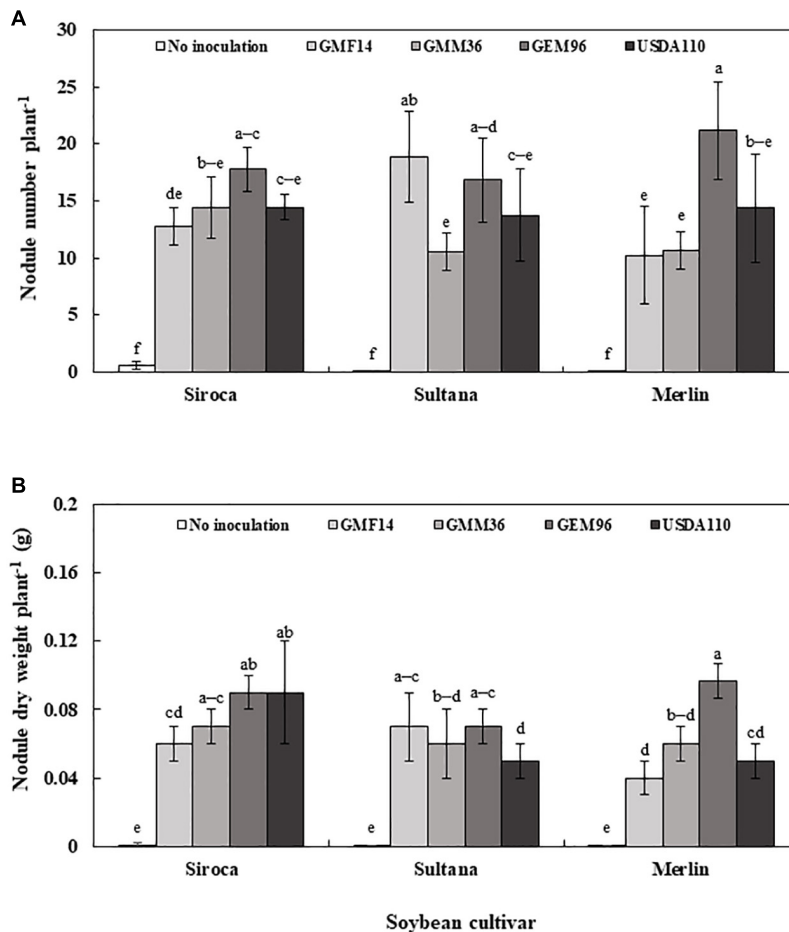 A
Nodule number plant-1
30
25
20
15
10
5
0
No inoculation GMF14 GMM36 GEM96 USDA110
f de b–e a–c c–e f ab e a–d c–e f e e a b–e
Siroca Sultana Merlin
B
Nodule dry weight plant-1 (g)
0.2
0.16
0.12
0.08
0.04
0
No inoculation GMF14 GMM36 GEM96 USDA110
e cd a–c ab ab e a–c b–d a–c d e d b–d a cd
Siroca Sultana Merlin
Soybean cultivar